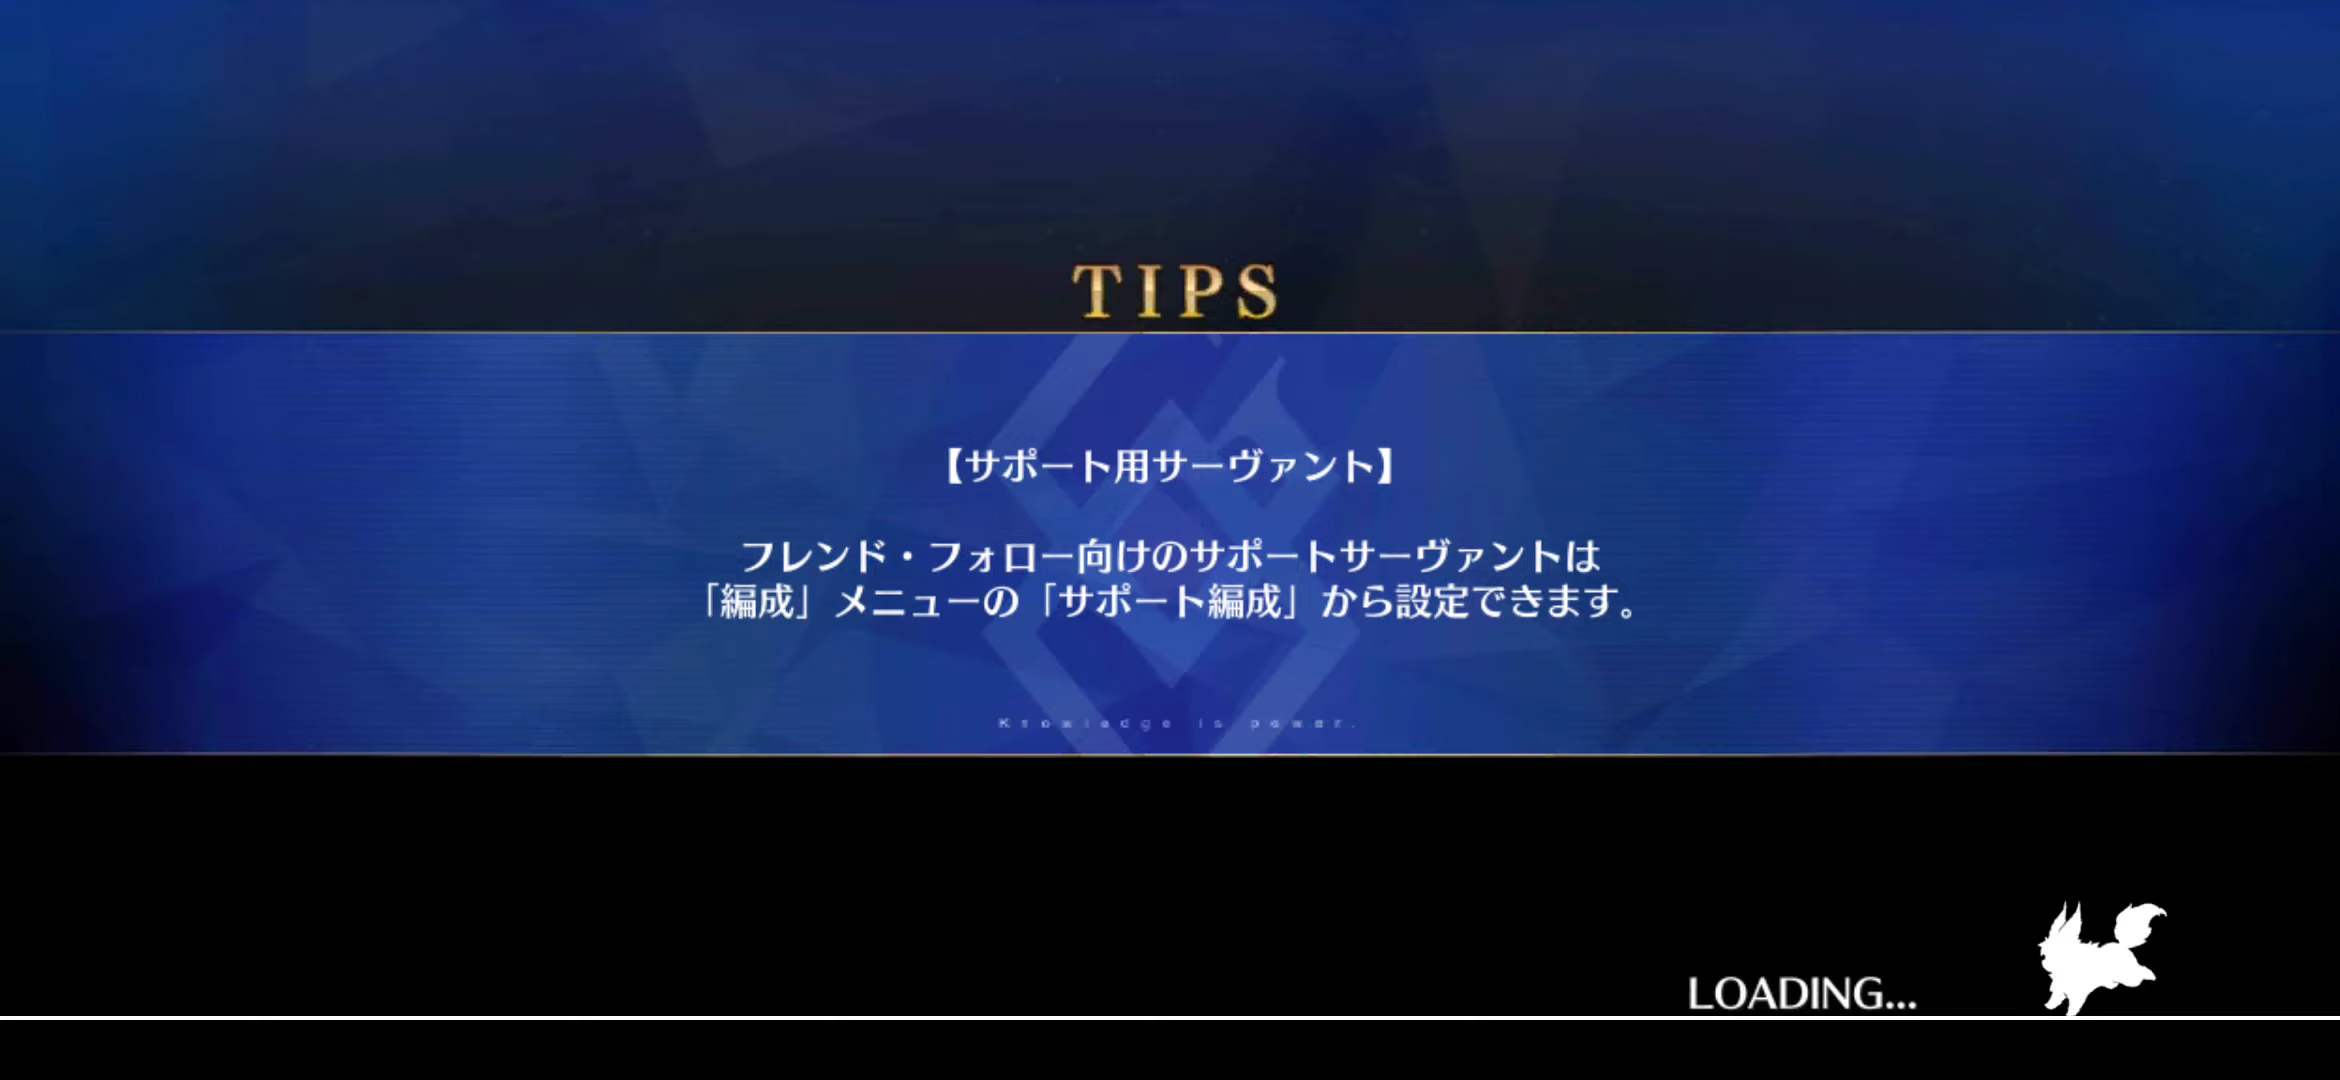 TIPS
【サポート用サーヴァント】
フレンド・フォロー向けのサポートサーヴァントは
「編成」メニューの「サポート編成」から設定できます。
Knowledge is power.
LOADING...